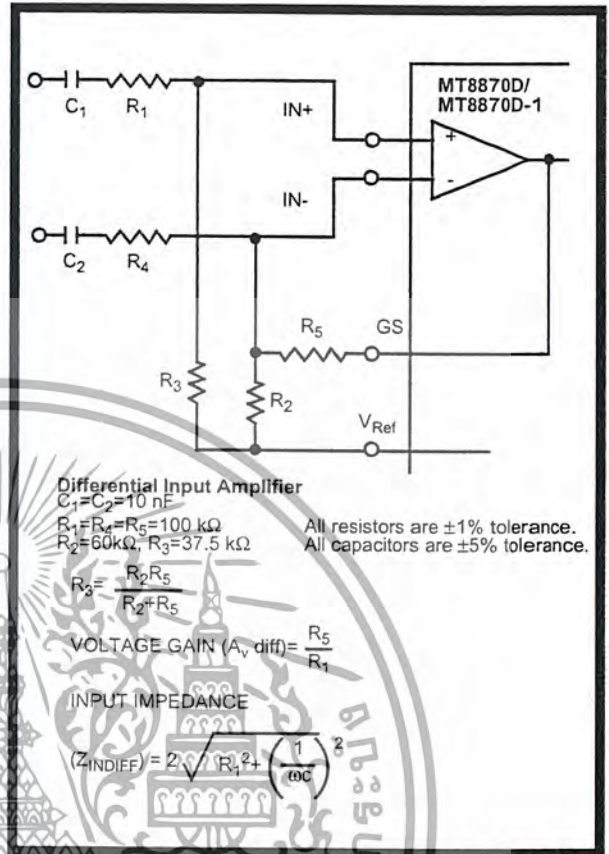 MT8870D/
MT8870D-1
C₁ R₁ IN+
+
-
IN-
C₂ R₄
R₅ GS
R₃ R₂
V_Ref
Differential Input Amplifier
C₁=C₂=10 nF
R₁=R₄=R₅=100 kΩ All resistors are ±1% tolerance.
R₂=60kΩ, R₃=37.5 kΩ All capacitors are ±5% tolerance.
R₃= R₂R₅ / R₂+R₅
VOLTAGE GAIN (Aᵥ diff)= R₅ / R₁
INPUT IMPEDANCE
(Z_INDIFF) = 2 √ R₁²+ (1 / ωc)²